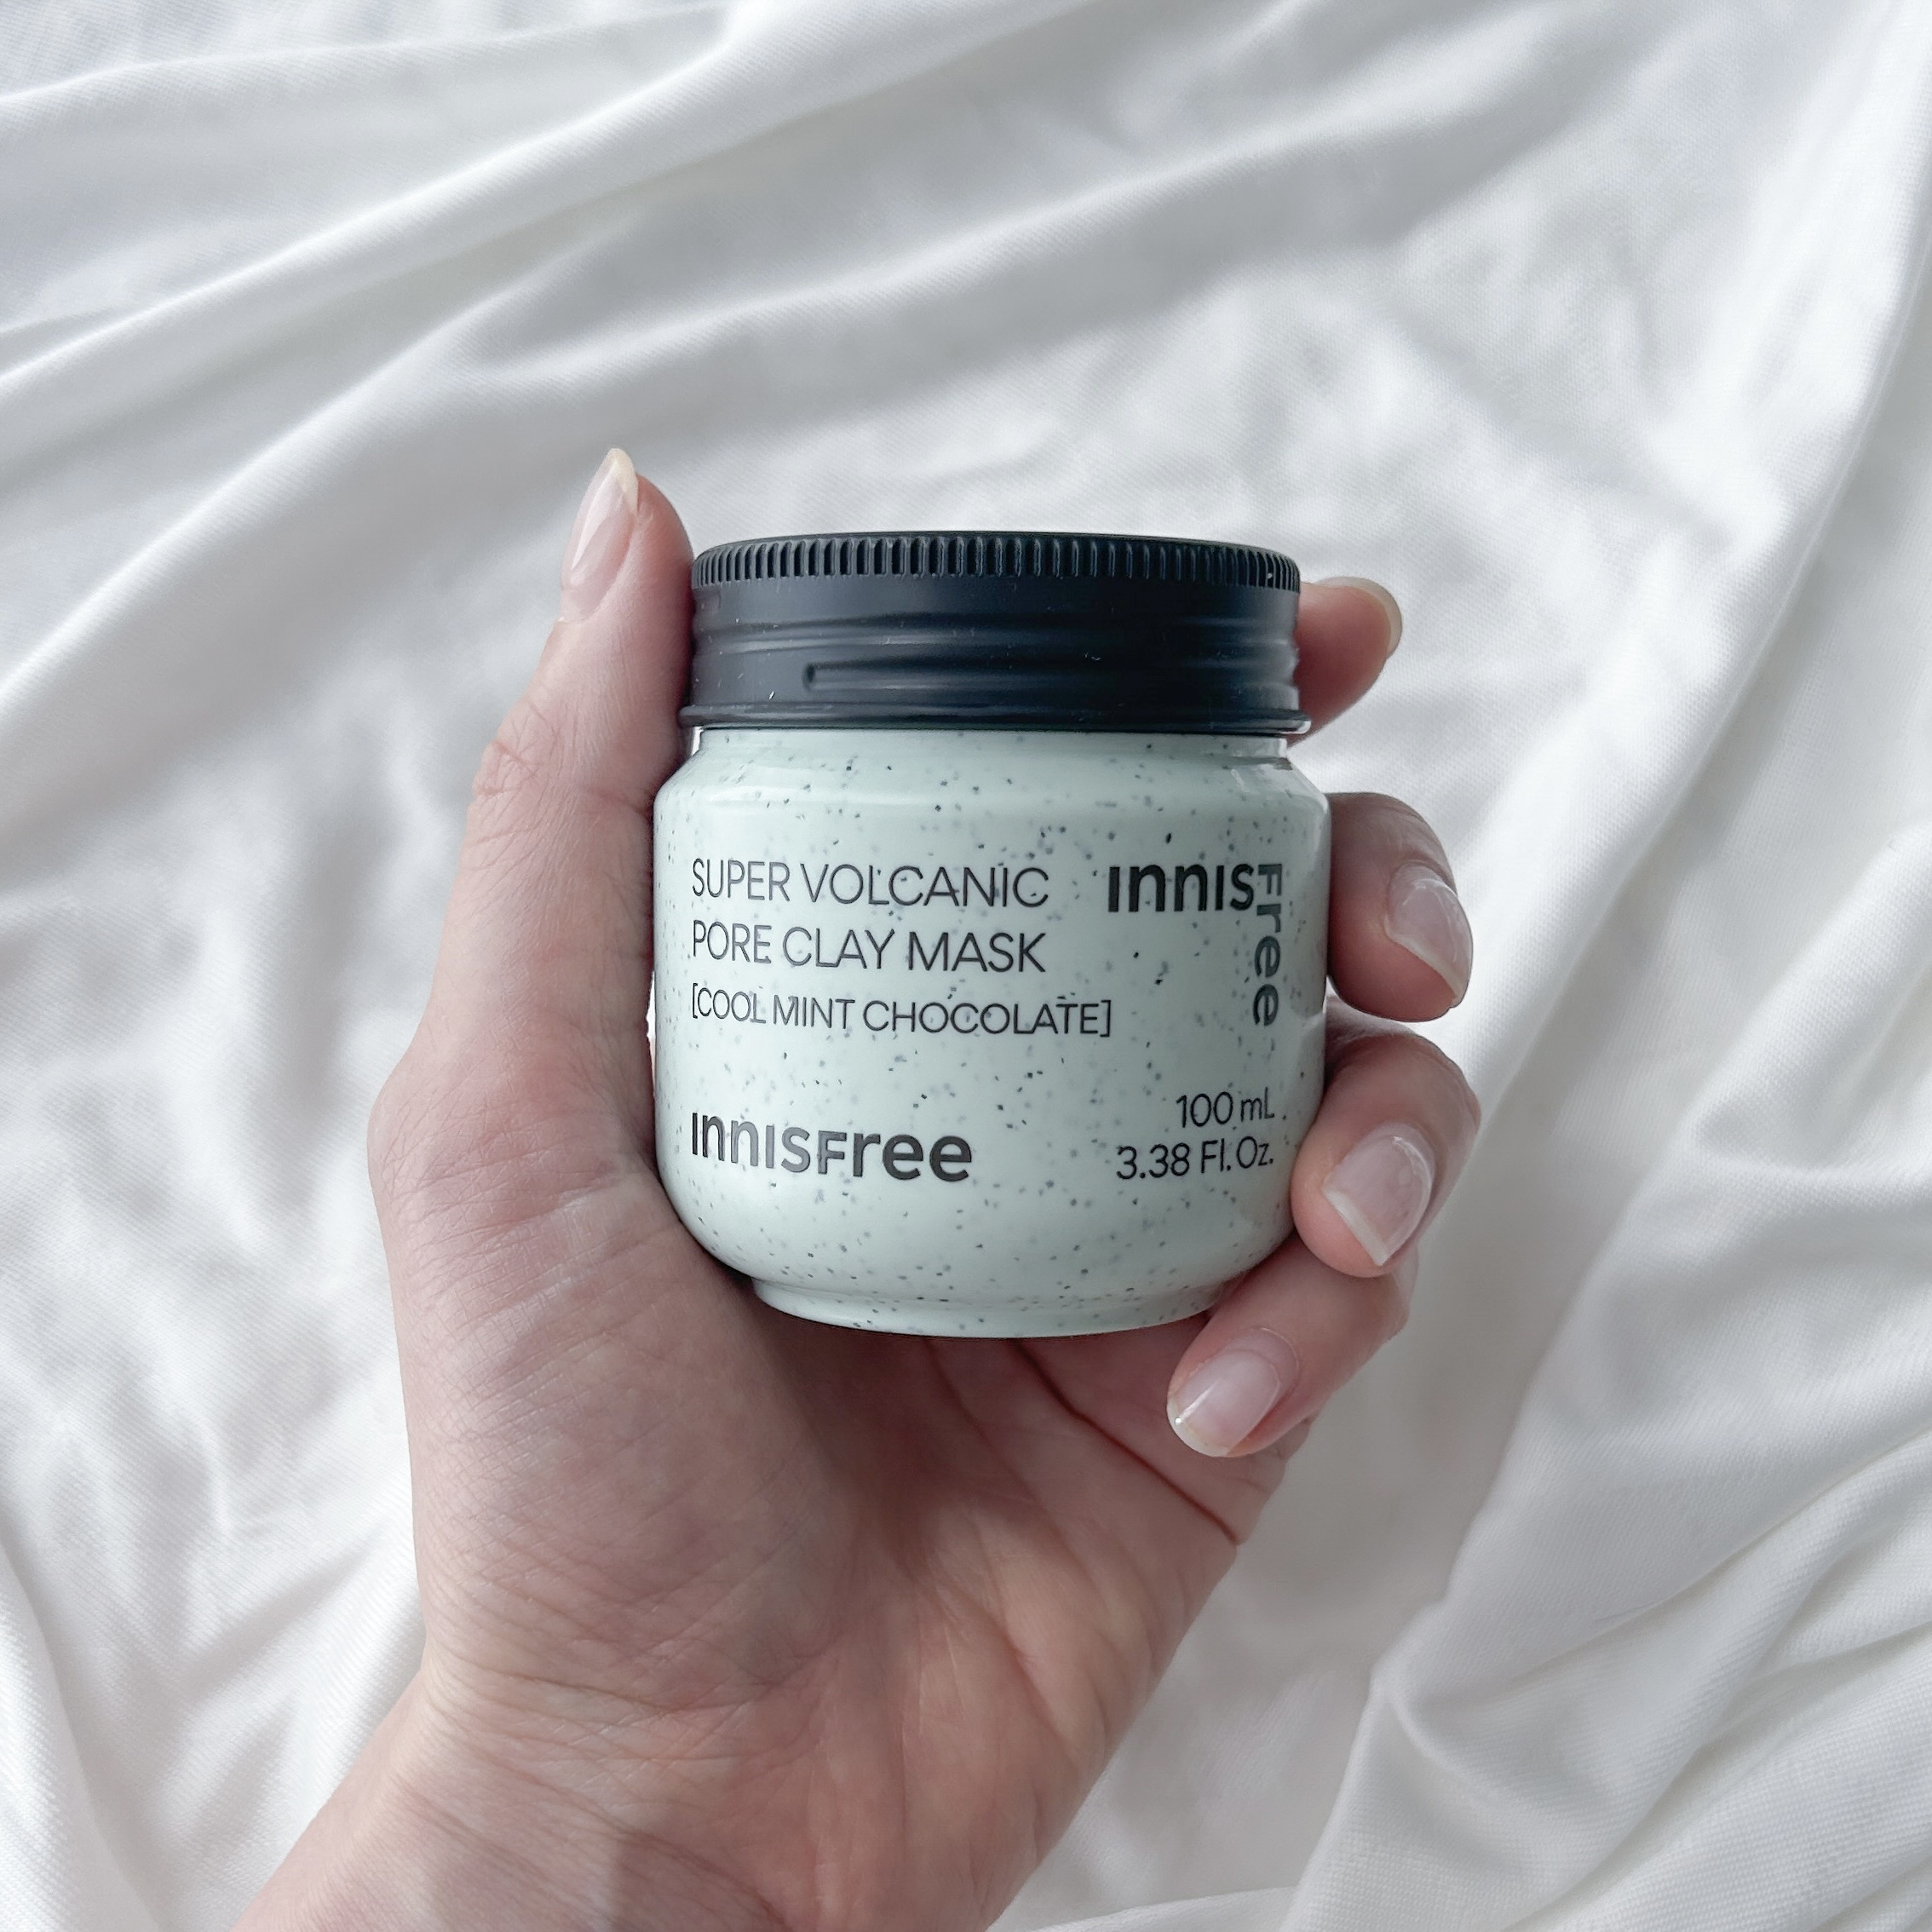 SUPER VOLCANIC
PORE CLAY MASK
[COOL MINT CHOCOLATE]
INNISFree
INNISFree
100 mL
3.38 Fl. Oz.